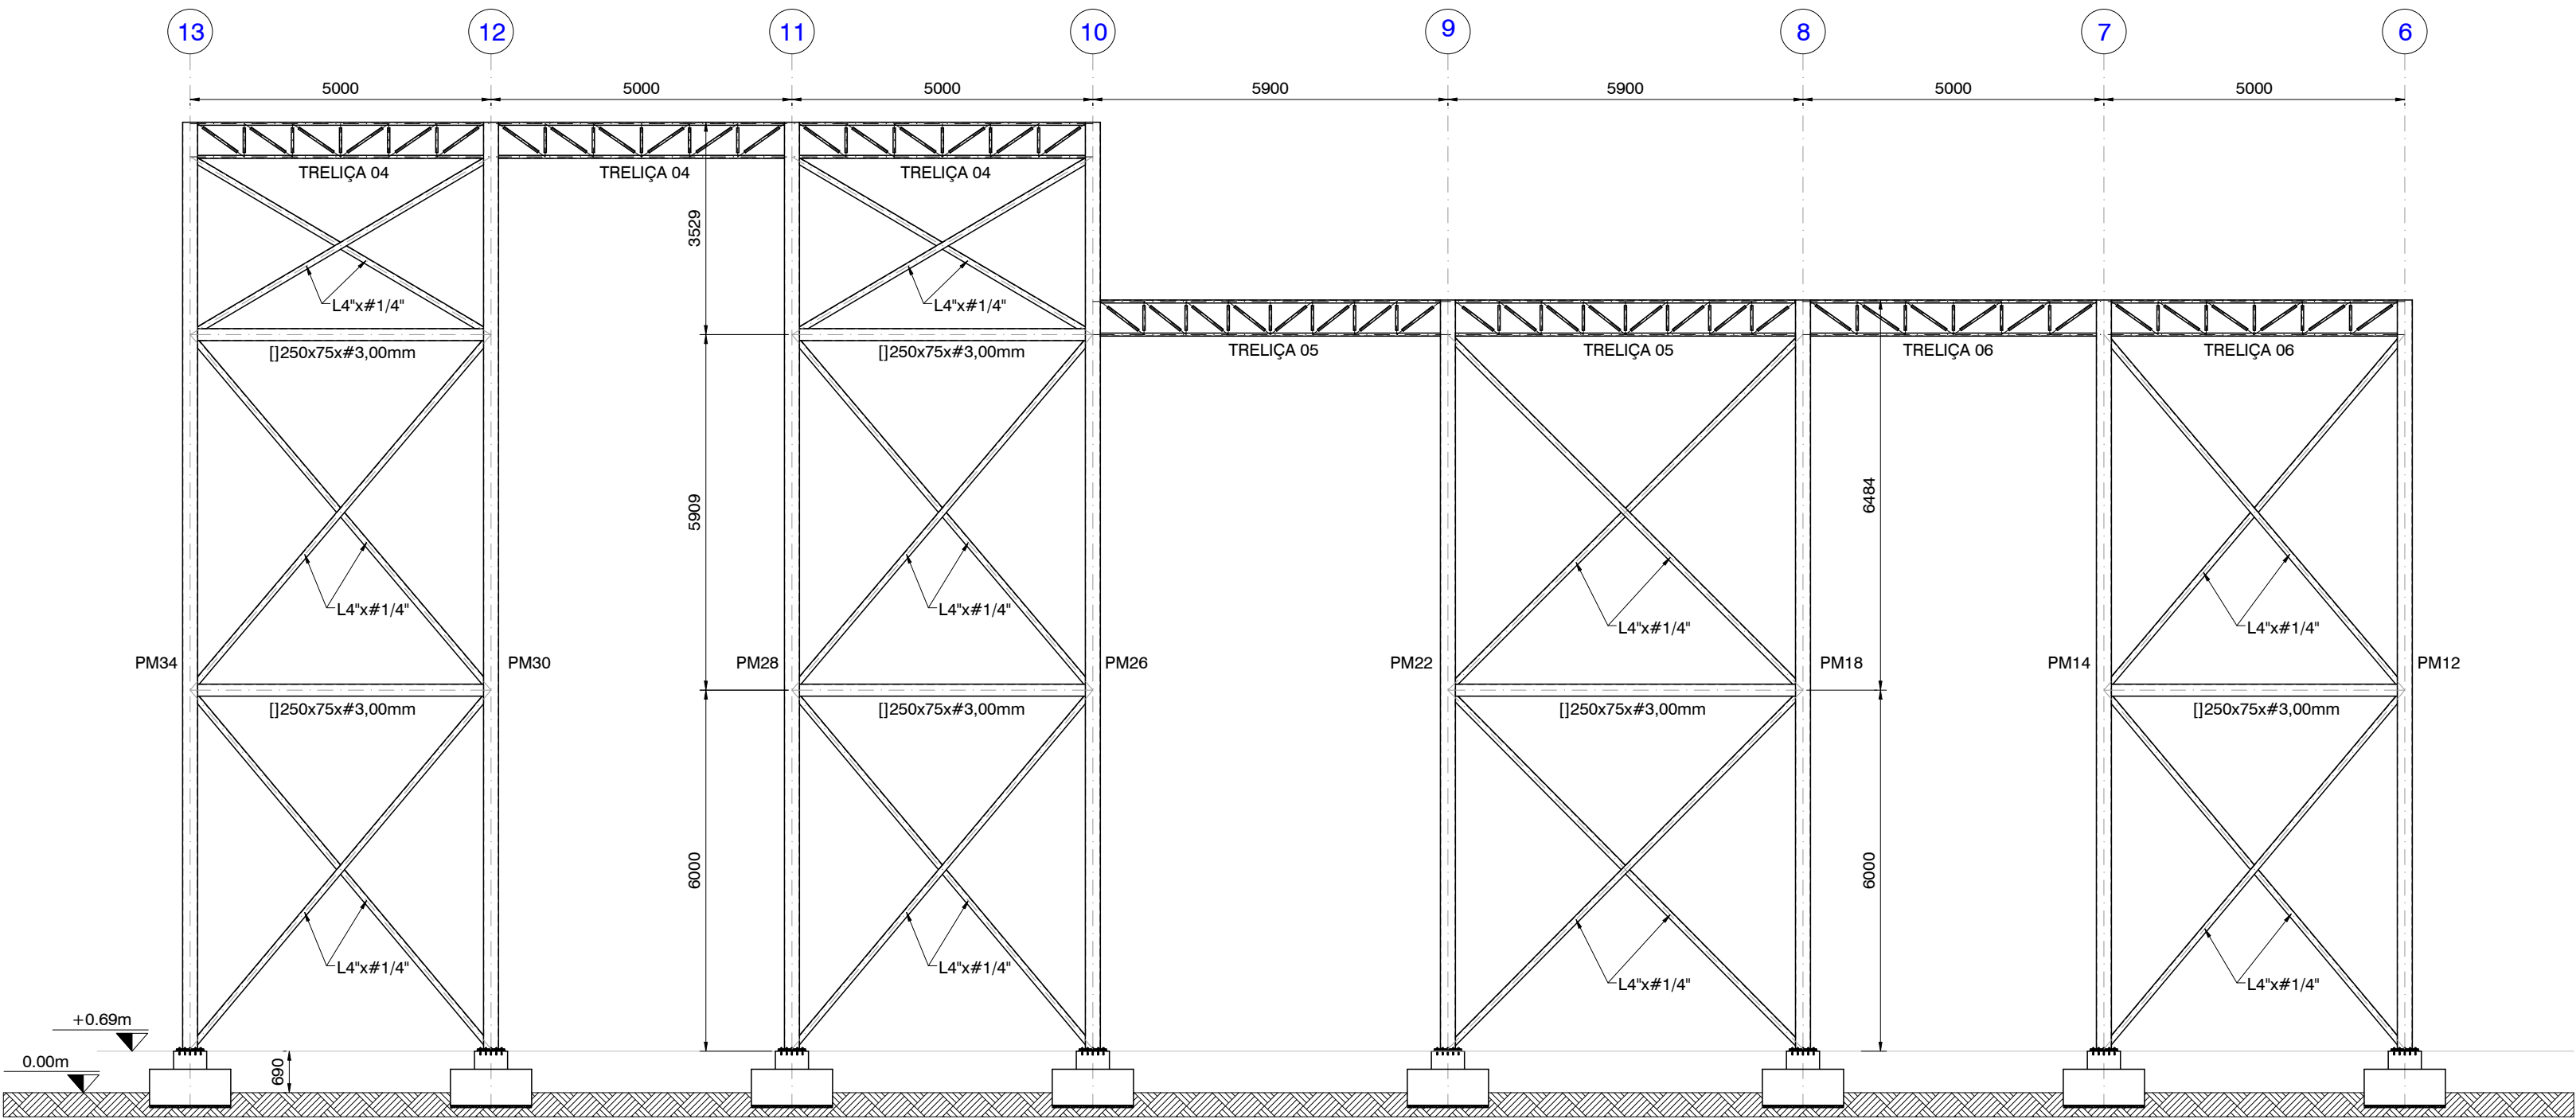 13 12 11 10 9 8 7 6
5000 5000 5000 5900 5900 5000 5000
TRELIÇA 04 TRELIÇA 04 TRELIÇA 04
3529
L4"x#1/4" L4"x#1/4"
[]250x75x#3,00mm []250x75x#3,00mm
TRELIÇA 05 TRELIÇA 05 TRELIÇA 06 TRELIÇA 06
5909 6484
L4"x#1/4" L4"x#1/4" L4"x#1/4" L4"x#1/4"
PM34 PM30 PM28 PM26 PM22 PM18 PM14 PM12
[]250x75x#3,00mm []250x75x#3,00mm []250x75x#3,00mm []250x75x#3,00mm
6000 6000
L4"x#1/4" L4"x#1/4" L4"x#1/4" L4"x#1/4"
+0.69m
0.00m
690